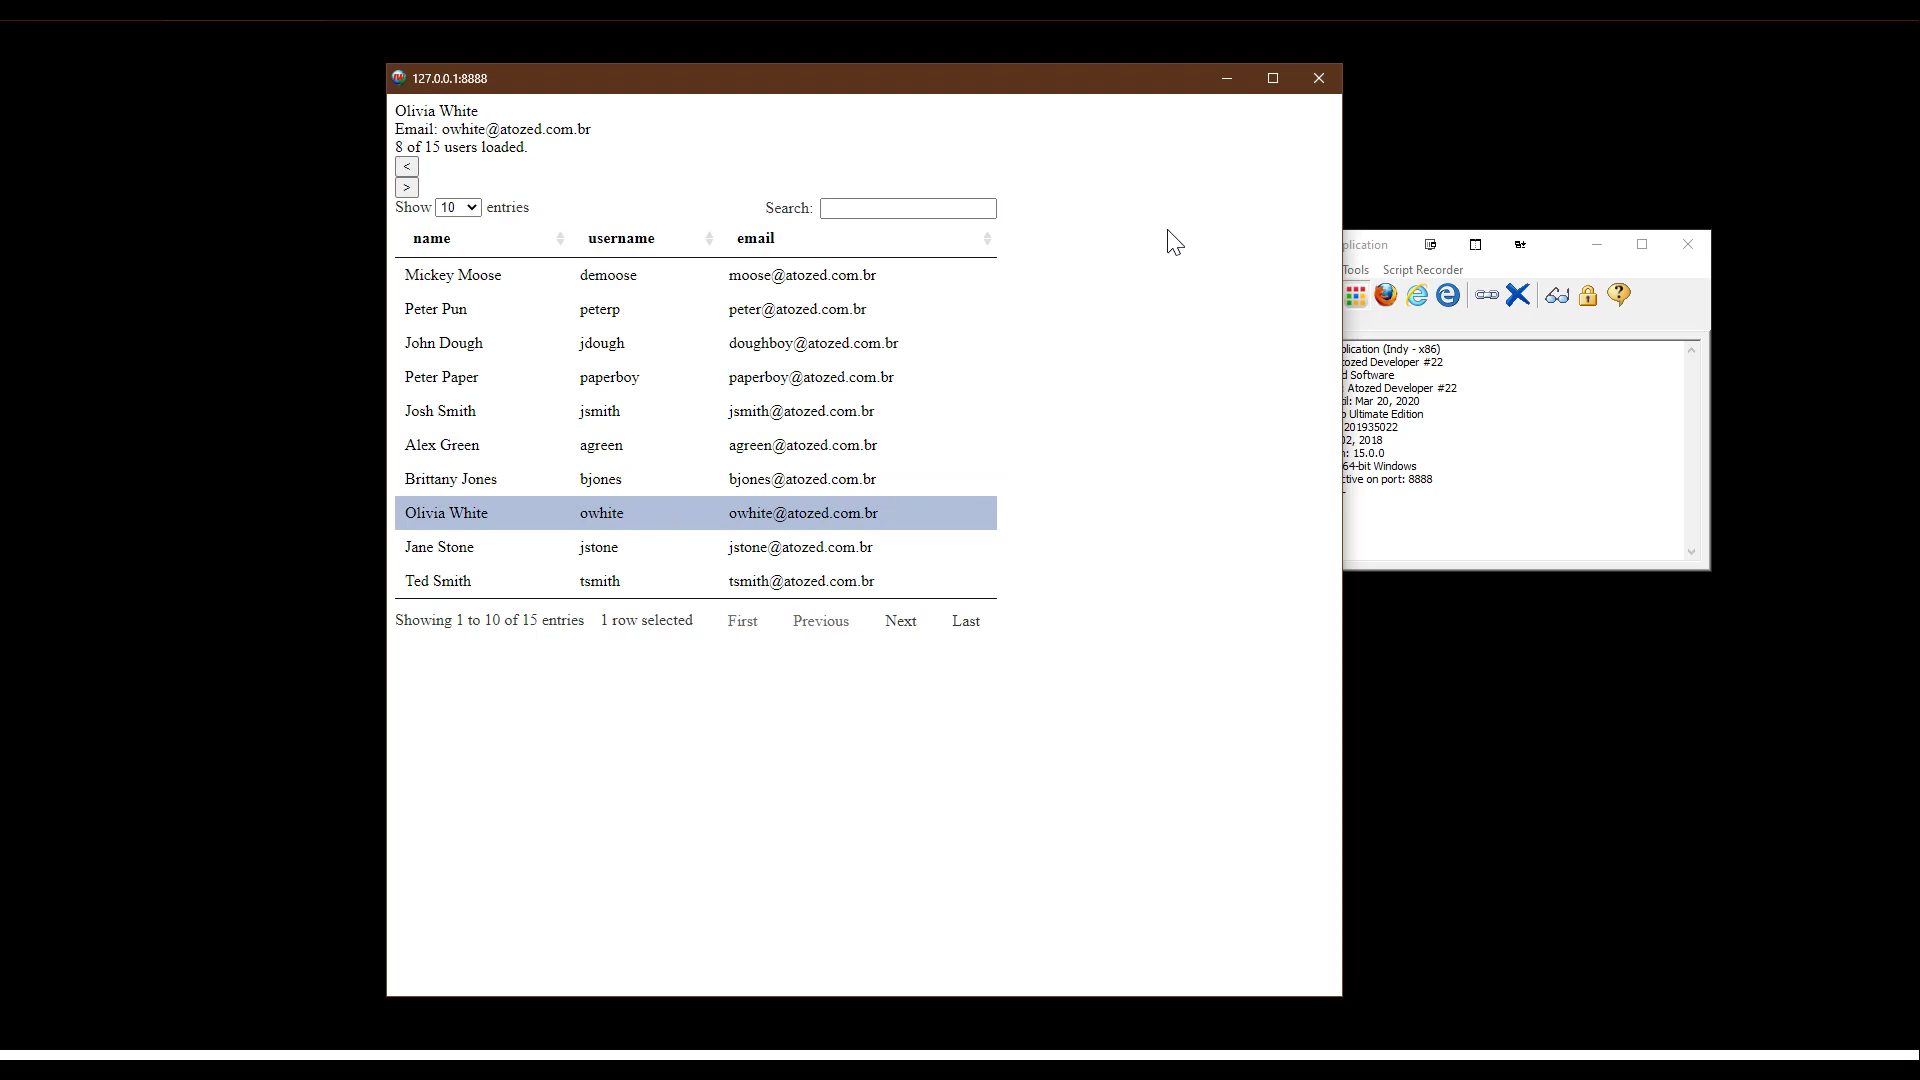 127.0.0.1:8888
Olivia White
Email: owhite@atozed.com.br
8 of 15 users loaded.
<
>
Show 10 entries Search:
name username email
Mickey Moose demoose moose@atozed.com.br
Peter Pun peterp peter@atozed.com.br
John Dough jdough doughboy@atozed.com.br
Peter Paper paperboy paperboy@atozed.com.br
Josh Smith jsmith jsmith@atozed.com.br
Alex Green agreen agreen@atozed.com.br
Brittany Jones bjones bjones@atozed.com.br
Olivia White owhite owhite@atozed.com.br
Jane Stone jstone jstone@atozed.com.br
Ted Smith tsmith tsmith@atozed.com.br
Showing 1 to 10 of 15 entries 1 row selected First Previous Next Last
plication
Tools Script Recorder
plication (Indy - x86)
tozed Developer #22
d Software
: Atozed Developer #22
til: Mar 20, 2020
o Ultimate Edition
201935022
02, 2018
n: 15.0.0
64-bit Windows
ctive on port: 8888